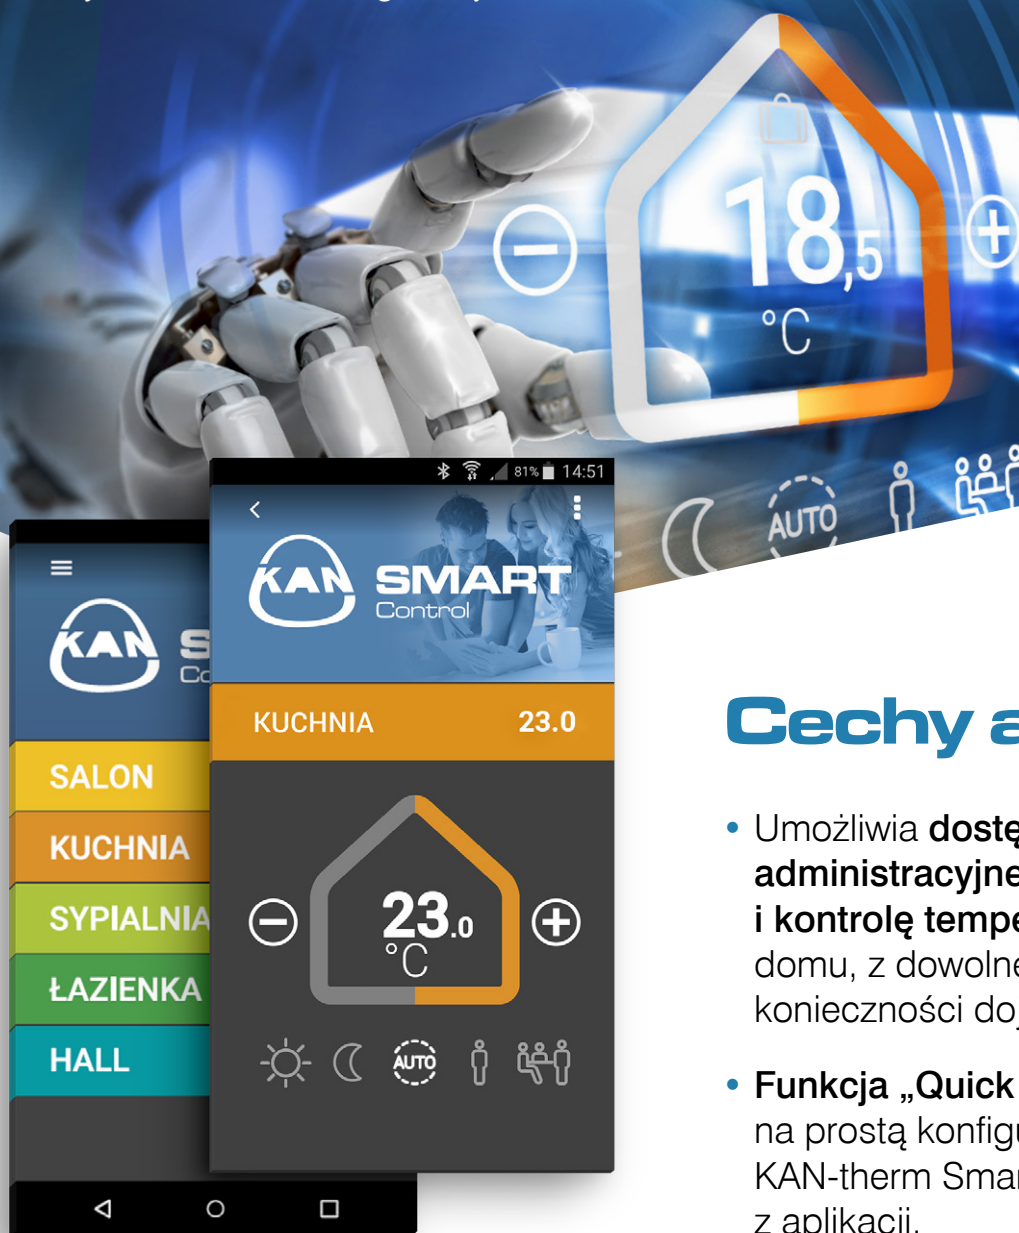 18,5
°C
AUTO
81% 14:51
KAN SMART
Control
KAN S
Co
KUCHNIA 23.0
SALON
KUCHNIA
SYPIALNIA
ŁAZIENKA
HALL
23.0
°C
AUTO
Cechy a
• Umożliwia dostę
administracyjne
i kontrolę tempe
domu, z dowolne
konieczności do
• Funkcja „Quick
na prostą konfigu
KAN-therm Smar
z aplikacji.